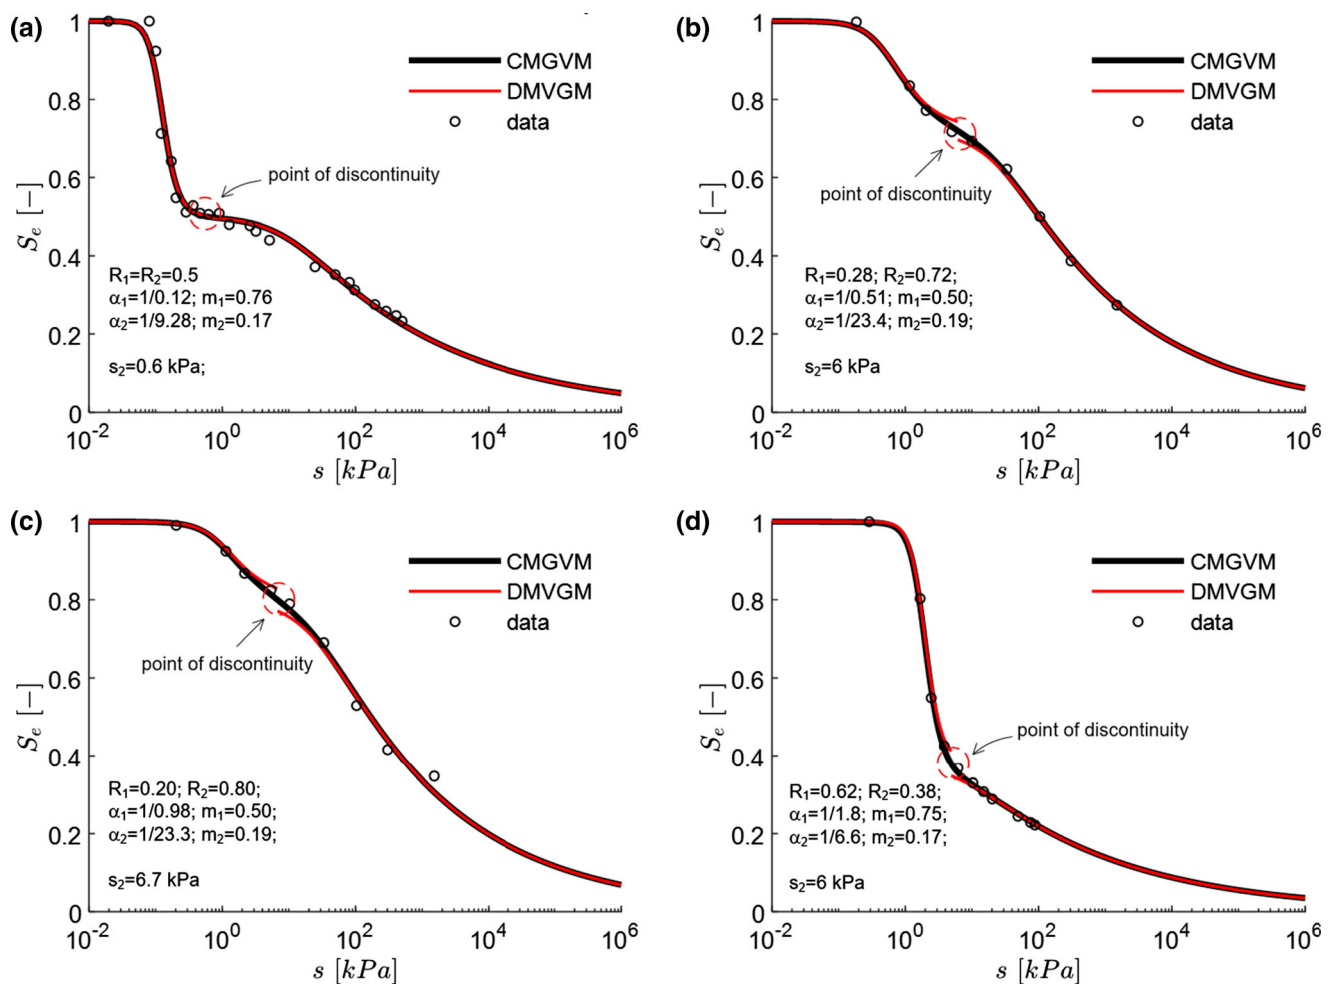 (a)
CMGVM
DMVGM
data
point of discontinuity
R₁=R₂=0.5
α₁=1/0.12; m₁=0.76
α₂=1/9.28; m₂=0.17
s₂=0.6 kPa;
1
0.8
0.6
0.4
0.2
0
Sₑ [−]
10⁻² 10⁰ 10² 10⁴ 10⁶
s [kPa]
(b)
CMGVM
DMVGM
data
point of discontinuity
R₁=0.28; R₂=0.72;
α₁=1/0.51; m₁=0.50;
α₂=1/23.4; m₂=0.19;
s₂=6 kPa
1
0.8
0.6
0.4
0.2
0
Sₑ [−]
10⁻² 10⁰ 10² 10⁴ 10⁶
s [kPa]
(c)
CMGVM
DMVGM
data
point of discontinuity
R₁=0.20; R₂=0.80;
α₁=1/0.98; m₁=0.50;
α₂=1/23.3; m₂=0.19;
s₂=6.7 kPa
1
0.8
0.6
0.4
0.2
0
Sₑ [−]
10⁻² 10⁰ 10² 10⁴ 10⁶
s [kPa]
(d)
CMGVM
DMVGM
data
point of discontinuity
R₁=0.62; R₂=0.38;
α₁=1/1.8; m₁=0.75;
α₂=1/6.6; m₂=0.17;
s₂=6 kPa
1
0.8
0.6
0.4
0.2
0
Sₑ [−]
10⁻² 10⁰ 10² 10⁴ 10⁶
s [kPa]